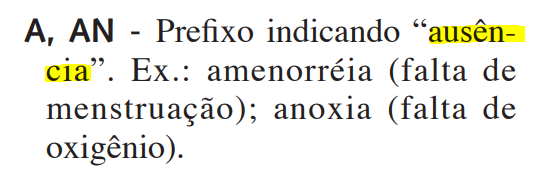 A, AN - Prefixo indicando “ausên-
cia”. Ex.: amenorréia (falta de
menstruação); anoxia (falta de
oxigênio).